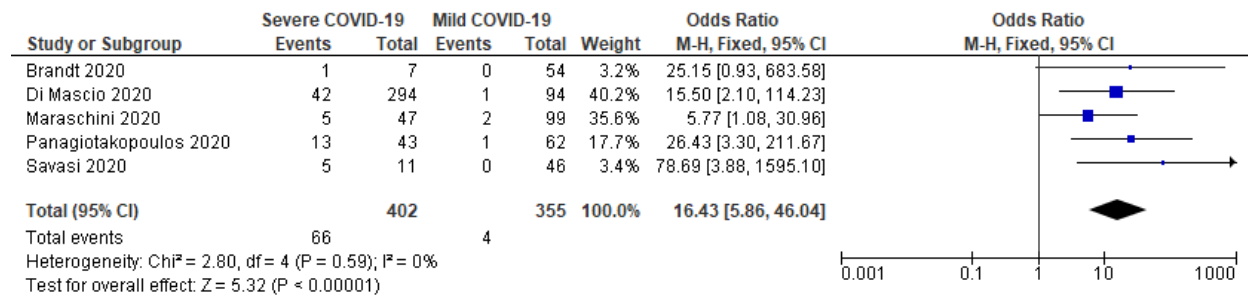 Severe COVID-19 Mild COVID-19 Odds Ratio Odds Ratio
Study or Subgroup Events Total Events Total Weight M-H, Fixed, 95% CI M-H, Fixed, 95% CI
Brandt 2020 1 7 0 54 3.2% 25.15 [0.93, 683.58]
Di Mascio 2020 42 294 1 94 40.2% 15.50 [2.10, 114.23]
Maraschini 2020 5 47 2 99 35.6% 5.77 [1.08, 30.96]
Panagiotakopoulos 2020 13 43 1 62 17.7% 26.43 [3.30, 211.67]
Savasi 2020 5 11 0 46 3.4% 78.69 [3.88, 1595.10]
Total (95% CI) 402 355 100.0% 16.43 [5.86, 46.04]
Total events 66 4
Heterogeneity: Chi² = 2.80, df = 4 (P = 0.59); I² = 0%
Test for overall effect: Z = 5.32 (P < 0.00001)
0.001 0.1 1 10 1000